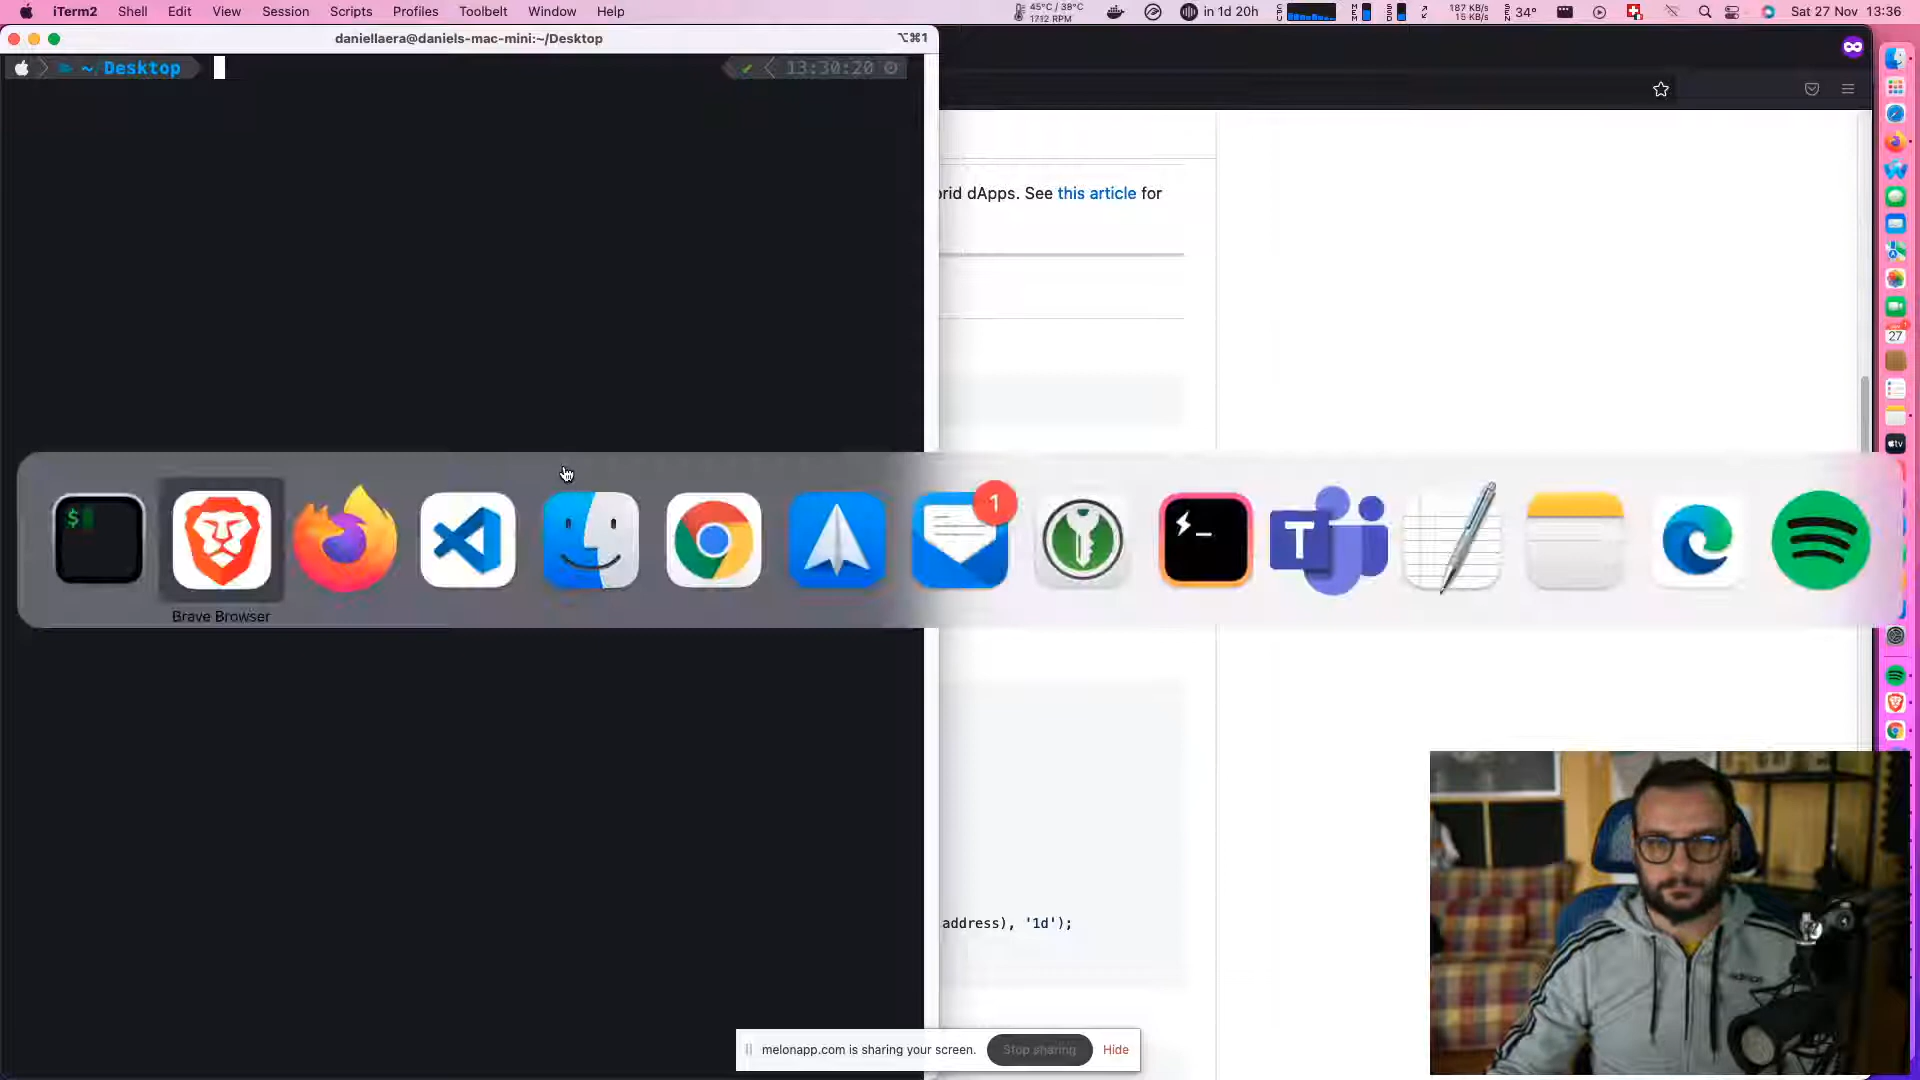 iTerm2 Shell Edit View Session Scripts Profiles Toolbelt Window Help
45°C / 38°C
1712 RPM
in 1d 20h
187 KB/s
15 KB/s
34°
Sat 27 Nov 13:36
daniellaera@daniels-mac-mini:~/Desktop
⌥⌘1
~ Desktop
13:30:20
orid dApps. See this article for
27
tv
$
1
T
Brave Browser
address), '1d');
melonapp.com is sharing your screen.
Stop sharing
Hide